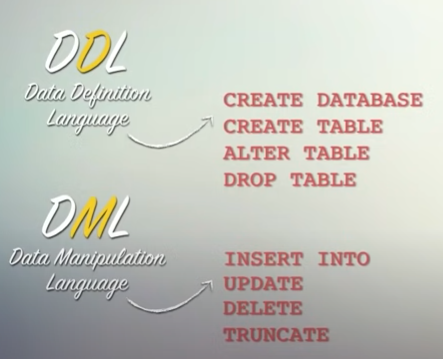 DDL
Data Definition
Language
CREATE DATABASE
CREATE TABLE
ALTER TABLE
DROP TABLE
DML
Data Manipulation
Language
INSERT INTO
UPDATE
DELETE
TRUNCATE